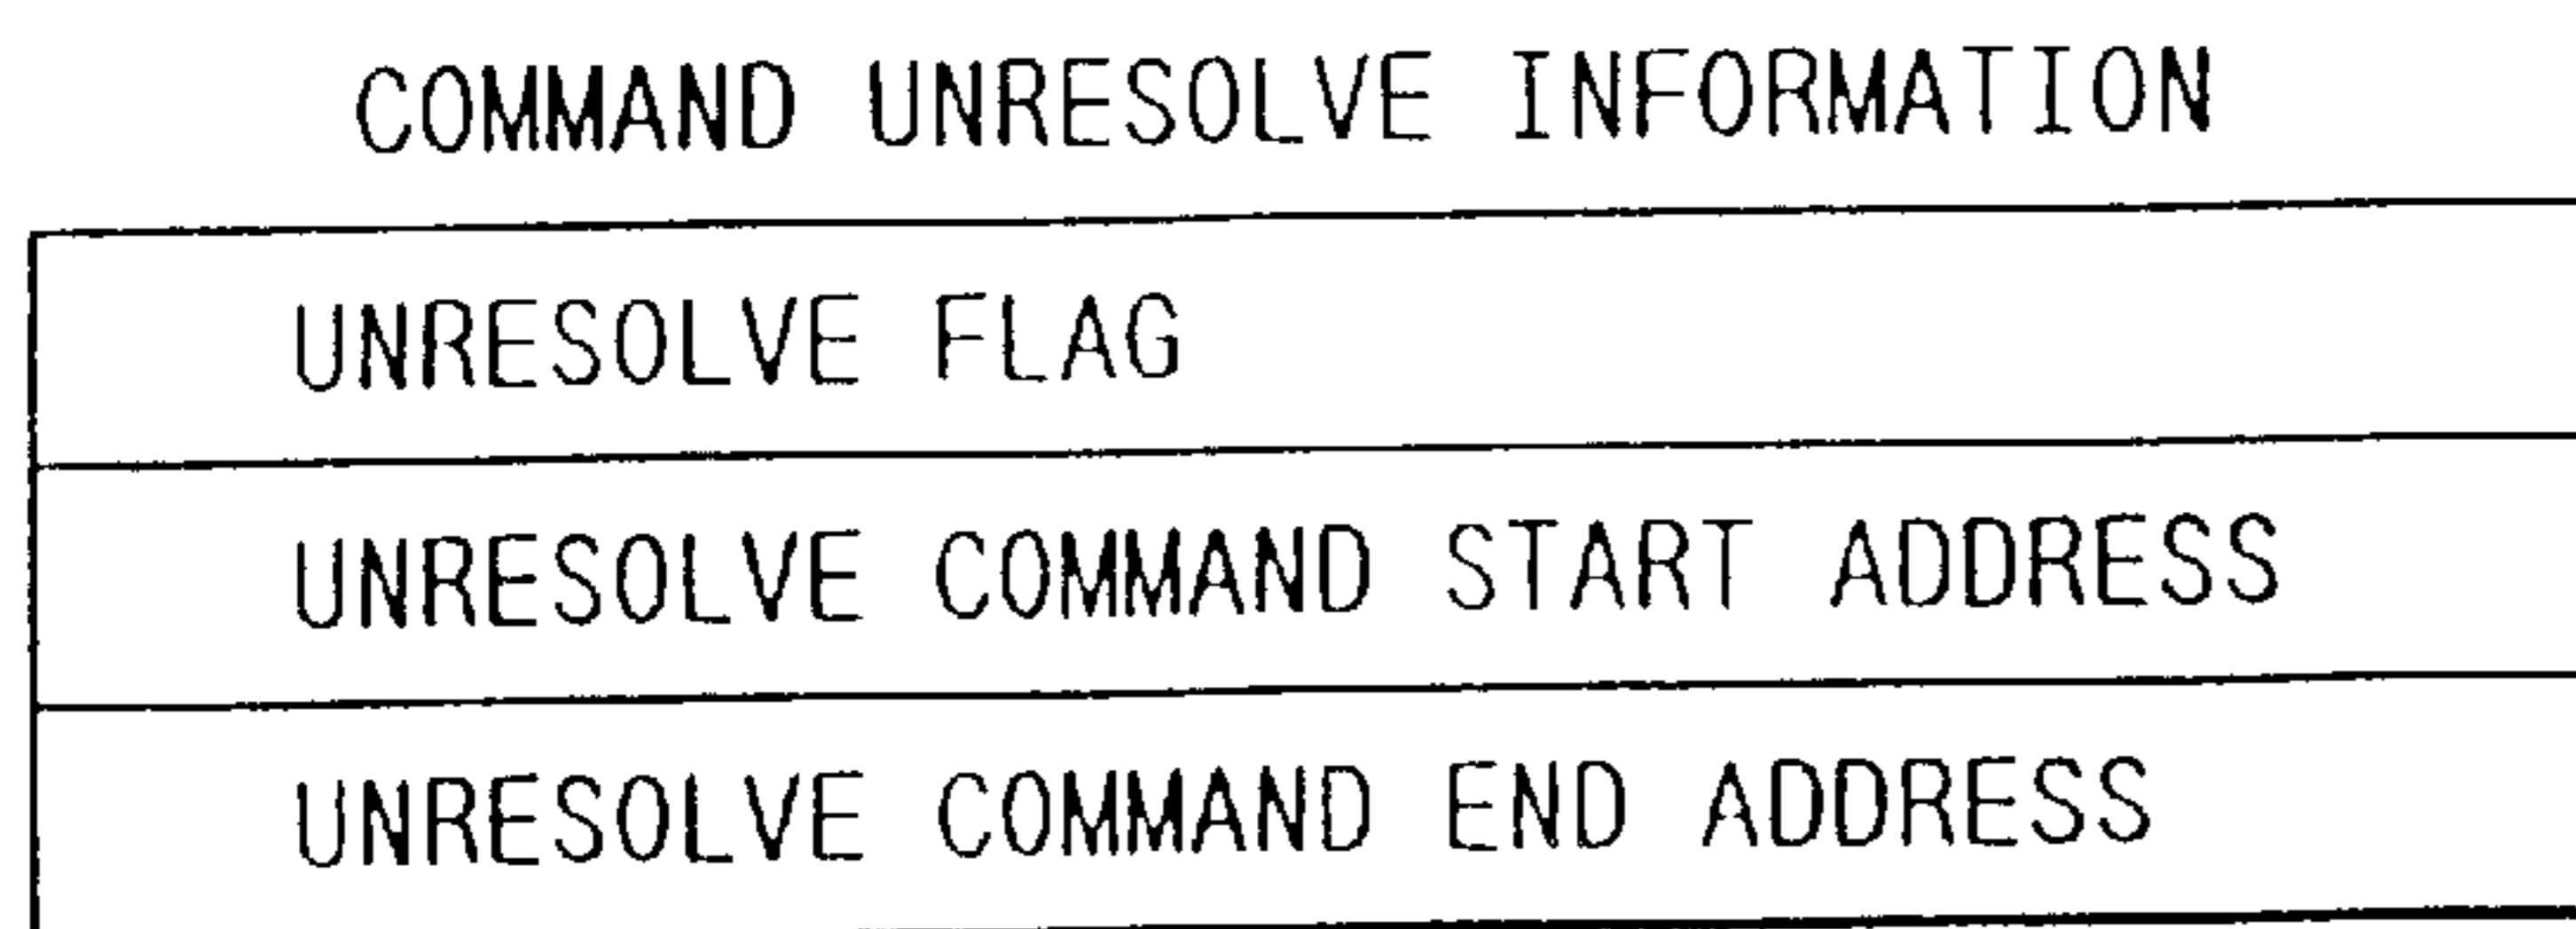 COMMAND UNRESOLVE INFORMATION
UNRESOLVE FLAG
UNRESOLVE COMMAND START ADDRESS
UNRESOLVE COMMAND END ADDRESS